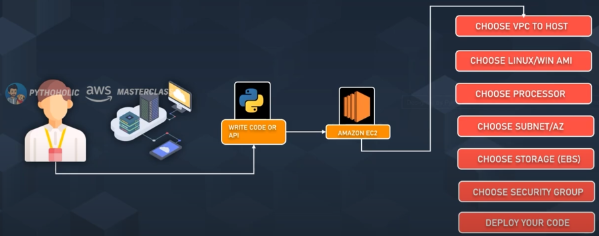 PYTHOHOLIC
aws
MASTERCLAS
WRITE CODE OR
API
AMAZON EC2
CHOOSE VPC TO HOST
CHOOSE LINUX/WIN AMI
CHOOSE PROCESSOR
CHOOSE SUBNET/AZ
CHOOSE STORAGE (EBS)
CHOOSE SECURITY GROUP
DEPLOY YOUR CODE